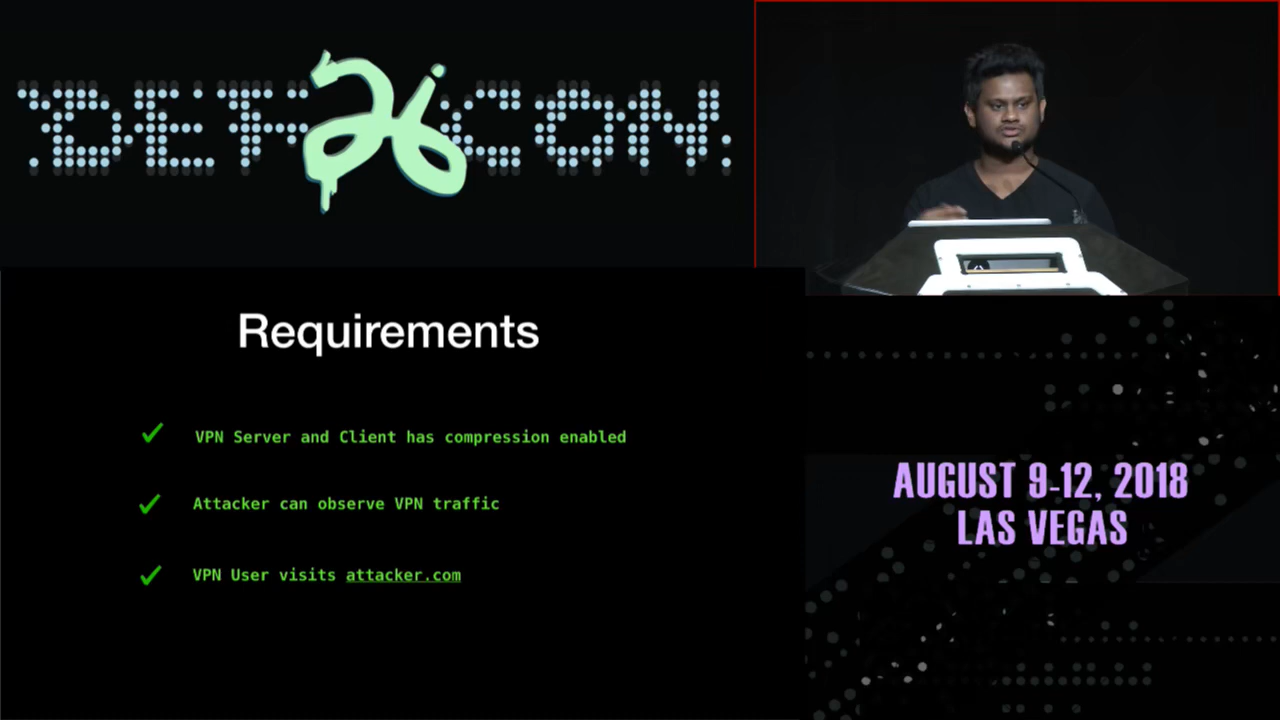 DEF CON 26
Requirements
VPN Server and Client has compression enabled
Attacker can observe VPN traffic
VPN User visits attacker.com
AUGUST 9-12, 2018
LAS VEGAS